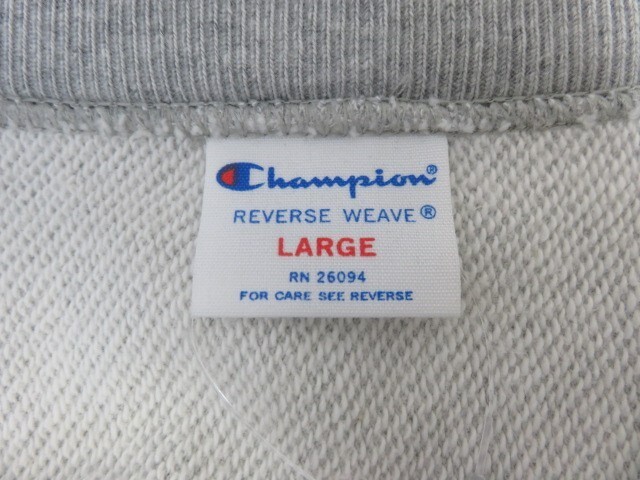 Champion®
REVERSE WEAVE®
LARGE
RN 26094
FOR CARE SEE REVERSE